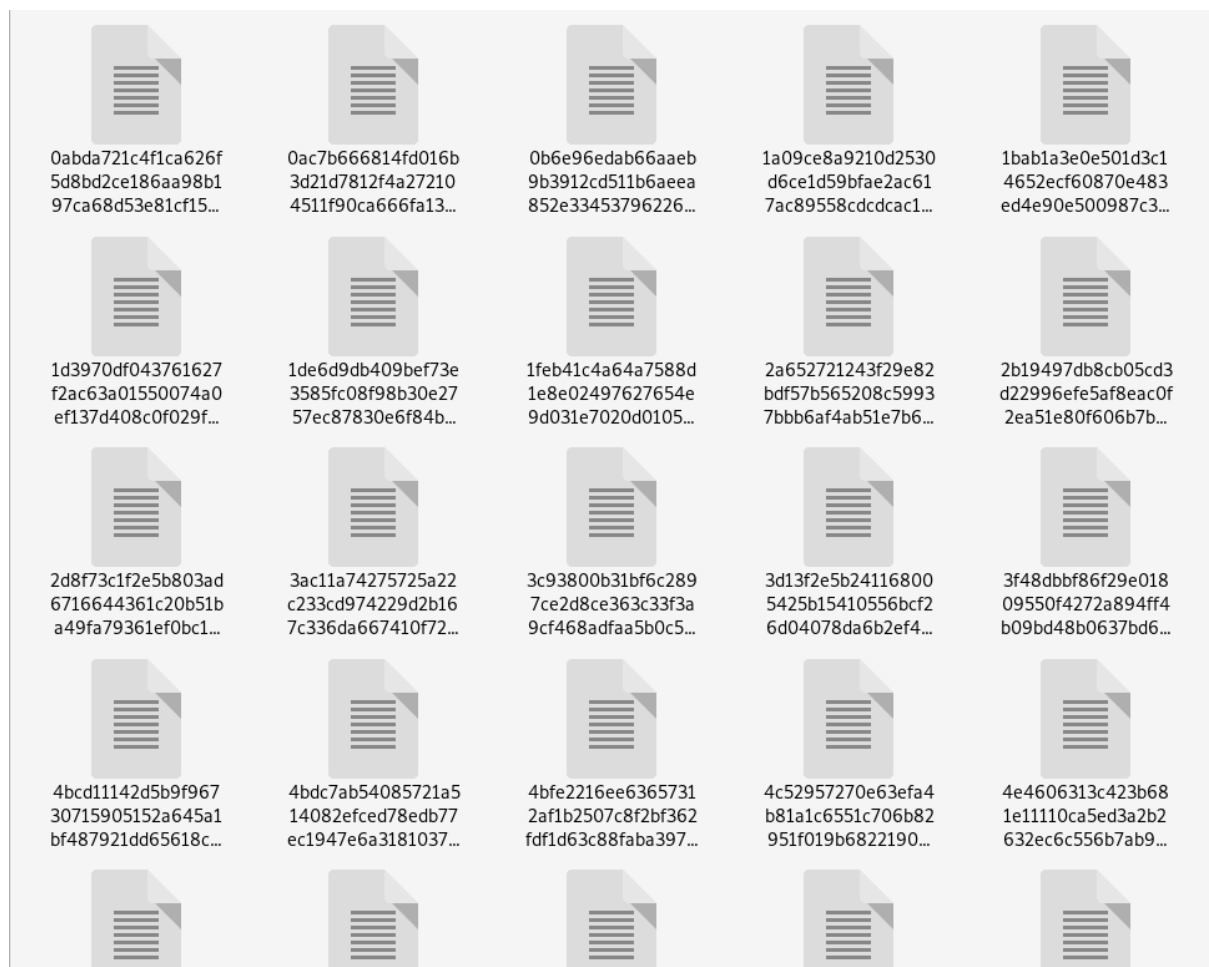 0abda721c4f1ca626f
5d8bd2ce186aa98b1
97ca68d53e81cf15...
0ac7b666814fd016b
3d21d7812f4a27210
4511f90ca666fa13...
0b6e96edab66aaeb
9b3912cd511b6aeea
852e33453796226...
1a09ce8a9210d2530
d6ce1d59bfae2ac61
7ac89558cdcdcac1...
1bab1a3e0e501d3c1
4652ecf60870e483
ed4e90e500987c3...
1d3970df043761627
f2ac63a01550074a0
ef137d408c0f029f...
1de6d9db409bef73e
3585fc08f98b30e27
57ec87830e6f84b...
1feb41c4a64a7588d
1e8e02497627654e
9d031e7020d0105...
2a652721243f29e82
bdf57b565208c5993
7bbb6af4ab51e7b6...
2b19497db8cb05cd3
d22996efe5af8eac0f
2ea51e80f606b7b...
2d8f73c1f2e5b803ad
6716644361c20b51b
a49fa79361ef0bc1...
3ac11a74275725a22
c233cd974229d2b16
7c336da667410f72...
3c93800b31bf6c289
7ce2d8ce363c33f3a
9cf468adfaa5b0c5...
3d13f2e5b24116800
5425b15410556bcf2
6d04078da6b2ef4...
3f48dbbf86f29e018
09550f4272a894ff4
b09bd48b0637bd6...
4bcd11142d5b9f967
30715905152a645a1
bf487921dd65618c...
4bdc7ab54085721a5
14082efced78edb77
ec1947e6a3181037...
4bfe2216ee6365731
2af1b2507c8f2bf362
fdf1d63c88faba397...
4c52957270e63efa4
b81a1c6551c706b82
951f019b6822190...
4e4606313c423b68
1e11110ca5ed3a2b2
632ec6c556b7ab9...